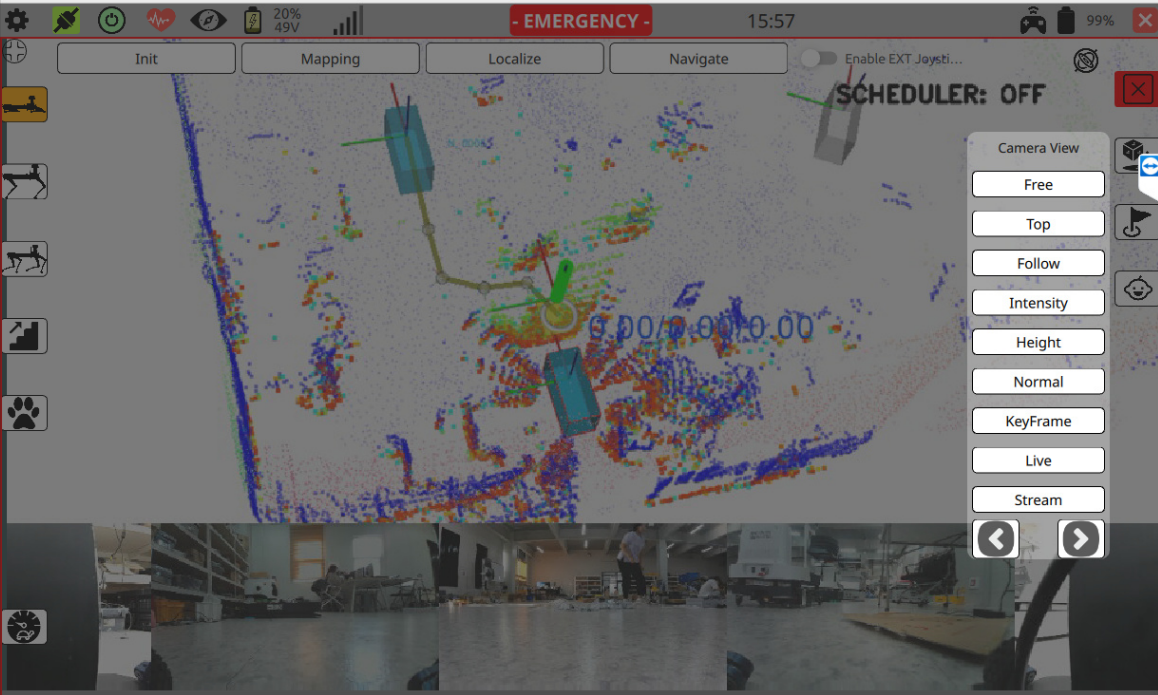 20%
49V
- EMERGENCY -
15:57
99%
Init
Mapping
Localize
Navigate
Enable EXT Joysti...
SCHEDULER: OFF
Camera View
Free
Top
Follow
Intensity
Height
Normal
KeyFrame
Live
Stream
0.00/0.00/0.00